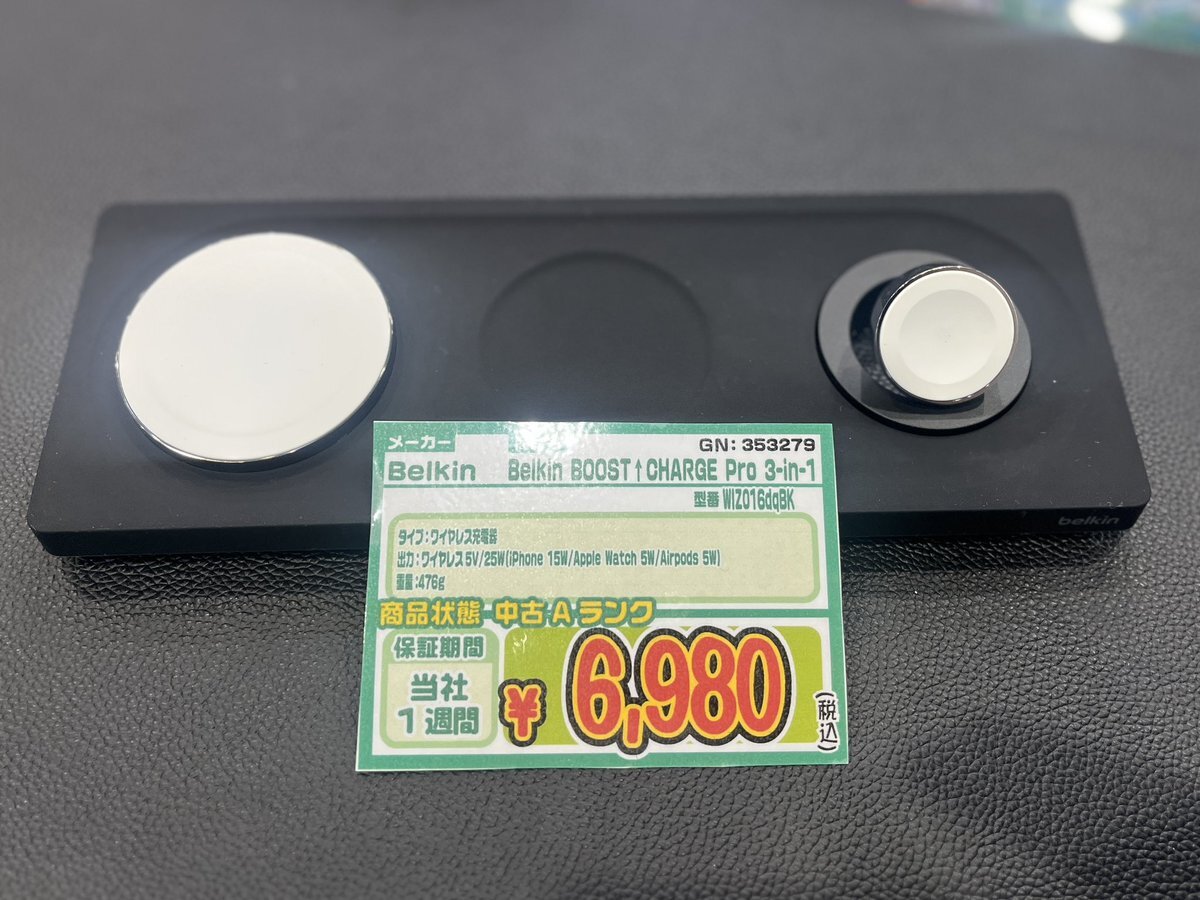 belkin
メーカー
GN: 353279
Belkin Belkin BOOST↑CHARGE Pro 3-in-1
型番 WIZ016dqBK
タイプ:ワイヤレス充電器
出力:ワイヤレス5V/25W(iPhone 15W/Apple Watch 5W/Airpods 5W)
重量:476g
商品状態 中古 A ランク
保証期間
当社
1週間
¥6,980
(税込)